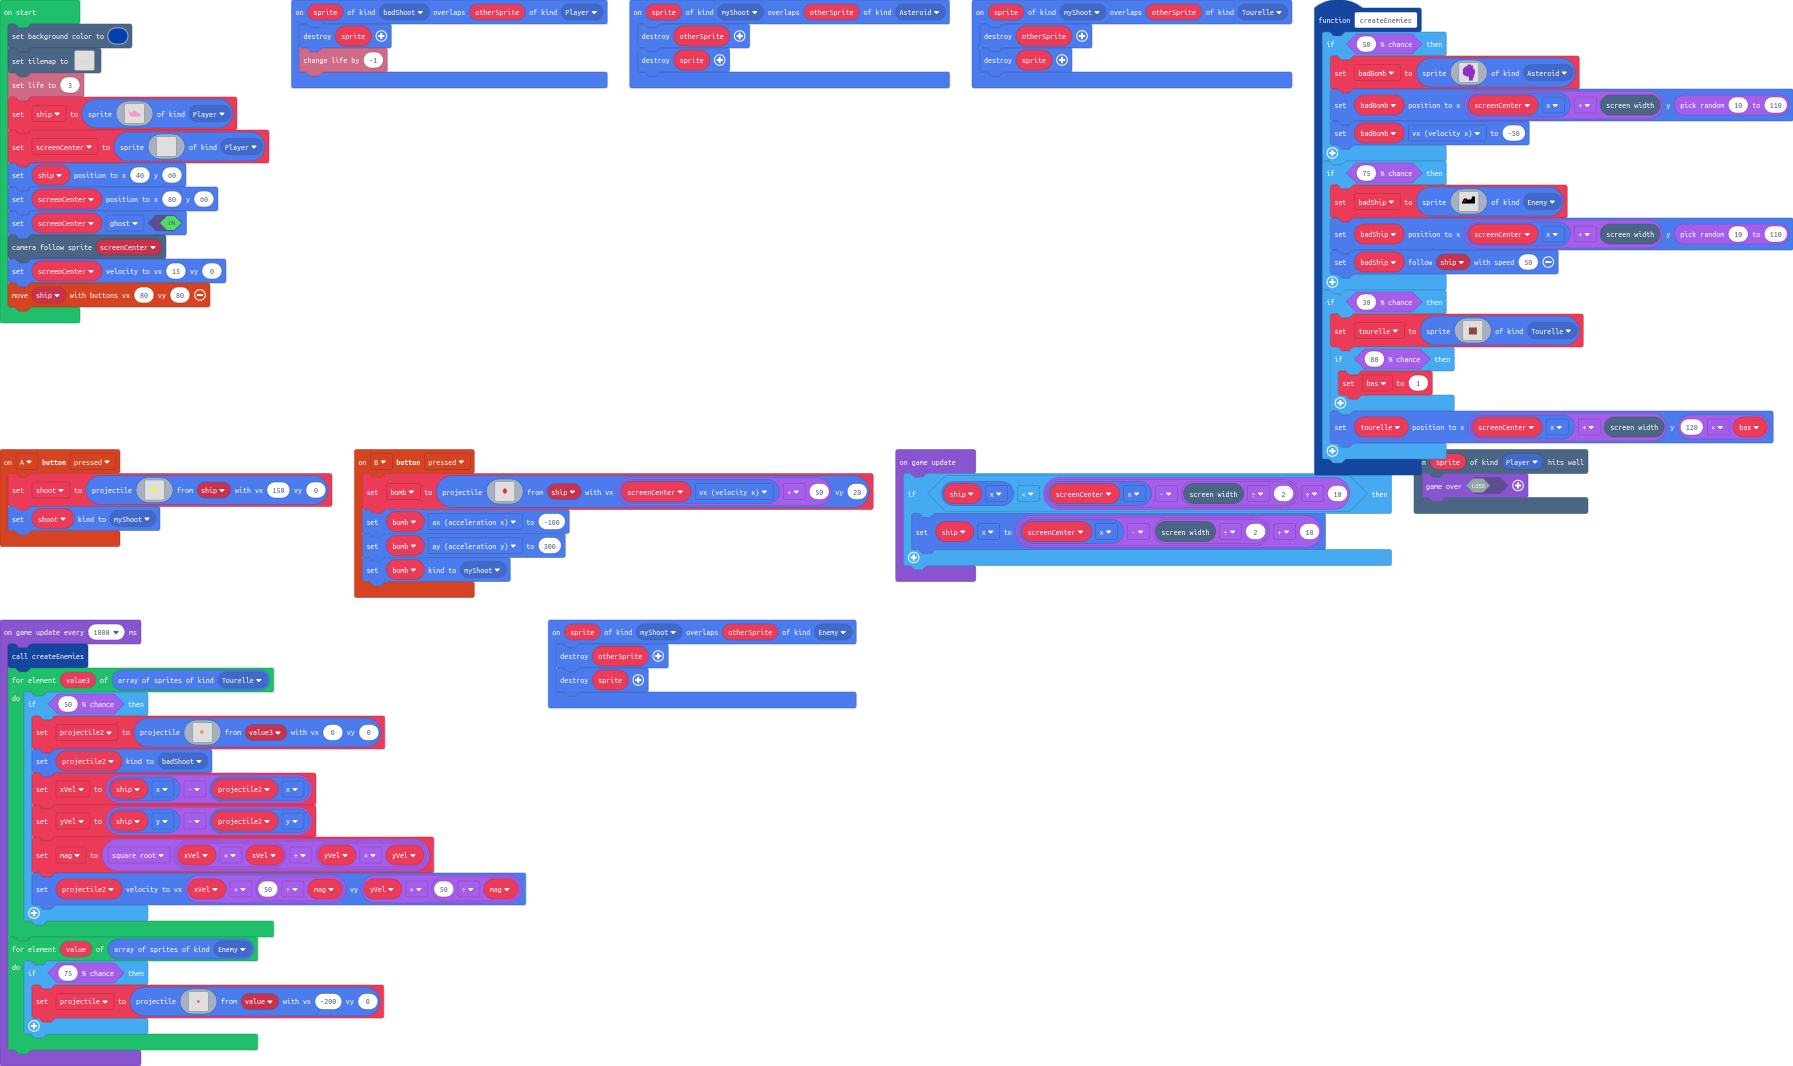 on start
set background color to
set tilemap to
set life to 3
set ship to sprite of kind Player
set screenCenter to sprite of kind Player
set ship position to x 40 y 60
set screenCenter position to x 80 y 60
set screenCenter ghost ON
camera follow sprite screenCenter
set screenCenter velocity to vx 15 vy 0
move ship with buttons vx 80 vy 80
on sprite of kind badShoot overlaps otherSprite of kind Player
destroy sprite
change life by -1
on sprite of kind myShoot overlaps otherSprite of kind Asteroid
destroy otherSprite
destroy sprite
on sprite of kind myShoot overlaps otherSprite of kind Tourelle
destroy otherSprite
destroy sprite
function createEnemies
if 50 % chance then
set badBomb to sprite of kind Asteroid
set badBomb position to x screenCenter x + screen width y pick random 10 to 110
set badBomb vx (velocity x) to -50
if 75 % chance then
set badShip to sprite of kind Enemy
set badShip position to x screenCenter x + screen width y pick random 10 to 110
set badShip follow ship with speed 50
if 30 % chance then
set tourelle to sprite of kind Tourelle
if 80 % chance then
set bas to 1
set tourelle position to x screenCenter x + screen width y 120 × bas
on A button pressed
set shoot to projectile from ship with vx 150 vy 0
set shoot kind to myShoot
on B button pressed
set bomb to projectile from ship with vx screenCenter vx (velocity x) + 50 vy 20
set bomb ax (acceleration x) to -100
set bomb ay (acceleration y) to 300
set bomb kind to myShoot
on game update
if ship x < screenCenter x - screen width ÷ 2 + 10 then
set ship x to screenCenter x - screen width ÷ 2 + 10
n sprite of kind Player hits wall
game over LOSE
on game update every 1000 ms
call createEnemies
for element value3 of array of sprites of kind Tourelle
do if 50 % chance then
set projectile2 to projectile from value3 with vx 0 vy 0
set projectile2 kind to badShoot
set xVel to ship x - projectile2 x
set yVel to ship y - projectile2 y
set mag to square root xVel × xVel + yVel × yVel
set projectile2 velocity to vx xVel × 50 ÷ mag vy yVel × 50 ÷ mag
for element value of array of sprites of kind Enemy
do if 75 % chance then
set projectile to projectile from value with vx -200 vy 0
on sprite of kind myShoot overlaps otherSprite of kind Enemy
destroy otherSprite
destroy sprite